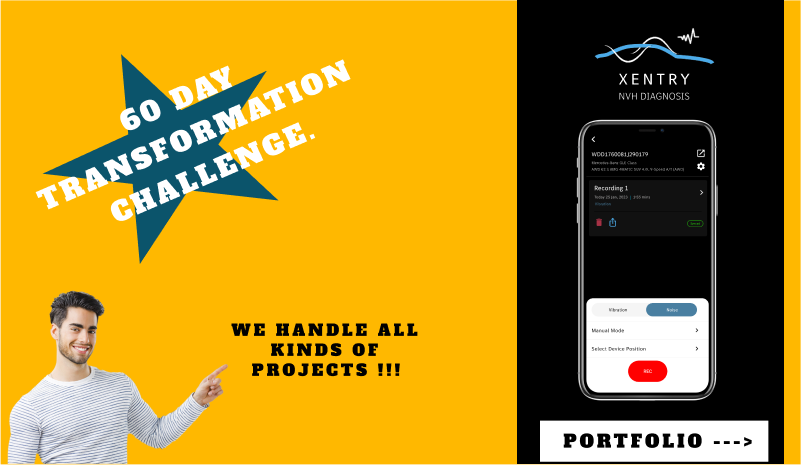 60 DAY
TRANSFORMATION
CHALLENGE.
WE HANDLE ALL
KINDS OF
PROJECTS !!!
XENTRY
NVH DIAGNOSIS
WDD1760081J290179
Recording 1
Vibration
Noise
Manual Mode
Select Device Position
REC
PORTFOLIO --->